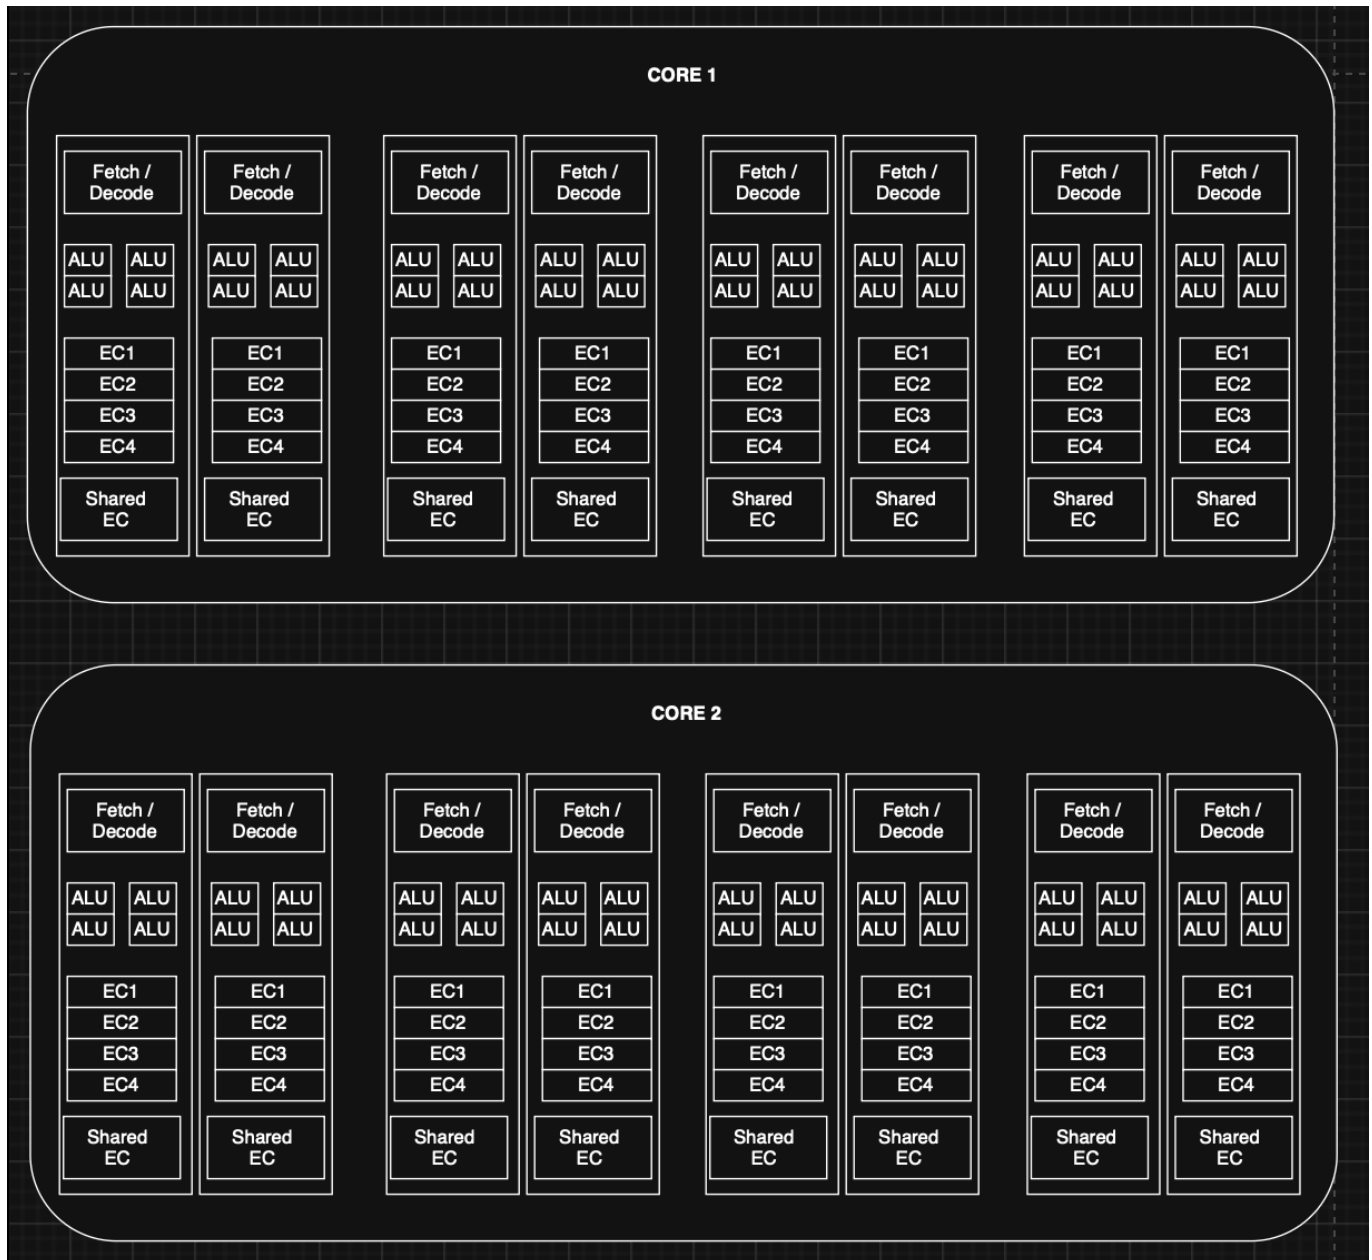 CORE 1
Fetch / Fetch / Fetch / Fetch / Fetch / Fetch / Fetch / Fetch /
Decode Decode Decode Decode Decode Decode Decode Decode
ALU ALU ALU ALU ALU ALU ALU ALU ALU ALU ALU ALU ALU ALU ALU ALU
ALU ALU ALU ALU ALU ALU ALU ALU ALU ALU ALU ALU ALU ALU ALU ALU
EC1 EC1 EC1 EC1 EC1 EC1 EC1 EC1
EC2 EC2 EC2 EC2 EC2 EC2 EC2 EC2
EC3 EC3 EC3 EC3 EC3 EC3 EC3 EC3
EC4 EC4 EC4 EC4 EC4 EC4 EC4 EC4
Shared Shared Shared Shared Shared Shared Shared Shared
EC EC EC EC EC EC EC EC
CORE 2
Fetch / Fetch / Fetch / Fetch / Fetch / Fetch / Fetch / Fetch /
Decode Decode Decode Decode Decode Decode Decode Decode
ALU ALU ALU ALU ALU ALU ALU ALU ALU ALU ALU ALU ALU ALU ALU ALU
ALU ALU ALU ALU ALU ALU ALU ALU ALU ALU ALU ALU ALU ALU ALU ALU
EC1 EC1 EC1 EC1 EC1 EC1 EC1 EC1
EC2 EC2 EC2 EC2 EC2 EC2 EC2 EC2
EC3 EC3 EC3 EC3 EC3 EC3 EC3 EC3
EC4 EC4 EC4 EC4 EC4 EC4 EC4 EC4
Shared Shared Shared Shared Shared Shared Shared Shared
EC EC EC EC EC EC EC EC